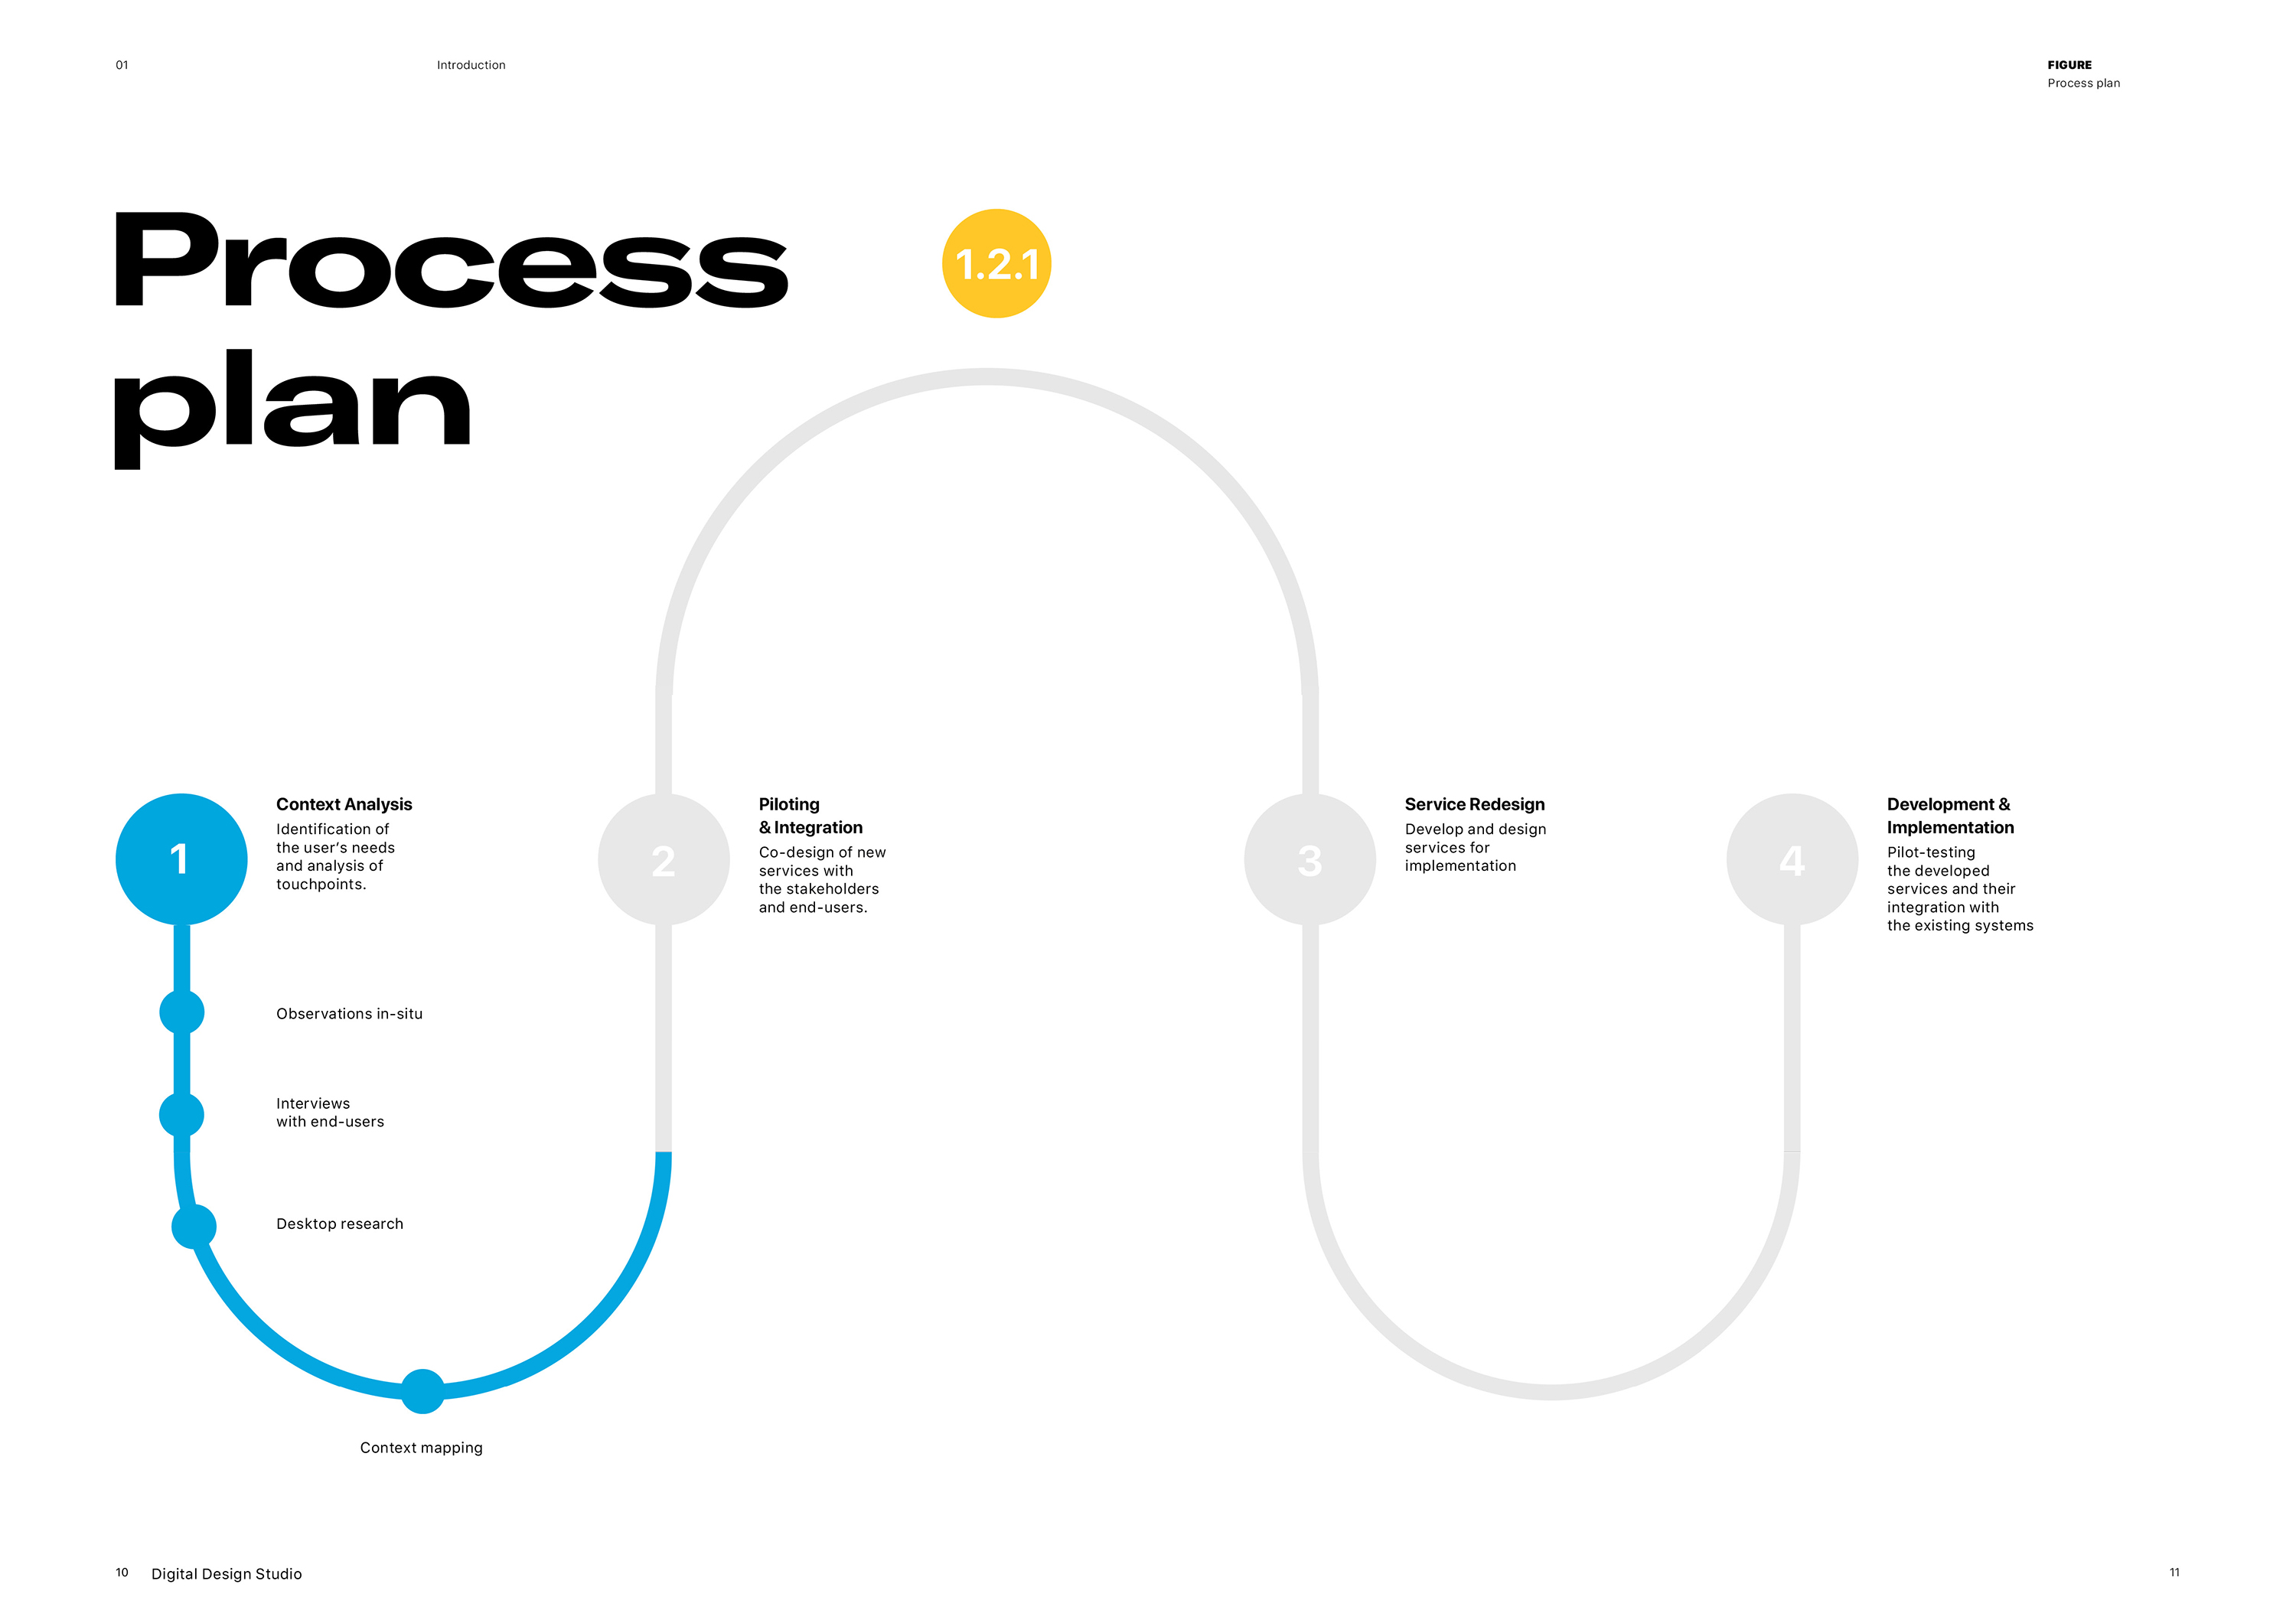 01
Introduction
FIGURE
Process plan
Process
plan
1.2.1
1
Context Analysis
Identification of
the user’s needs
and analysis of
touchpoints.
2
Piloting
& Integration
Co-design of new
services with
the stakeholders
and end-users.
3
Service Redesign
Develop and design
services for
implementation
4
Development &
Implementation
Pilot-testing
the developed
services and their
integration with
the existing systems
Observations in-situ
Interviews
with end-users
Desktop research
Context mapping
10
Digital Design Studio
11